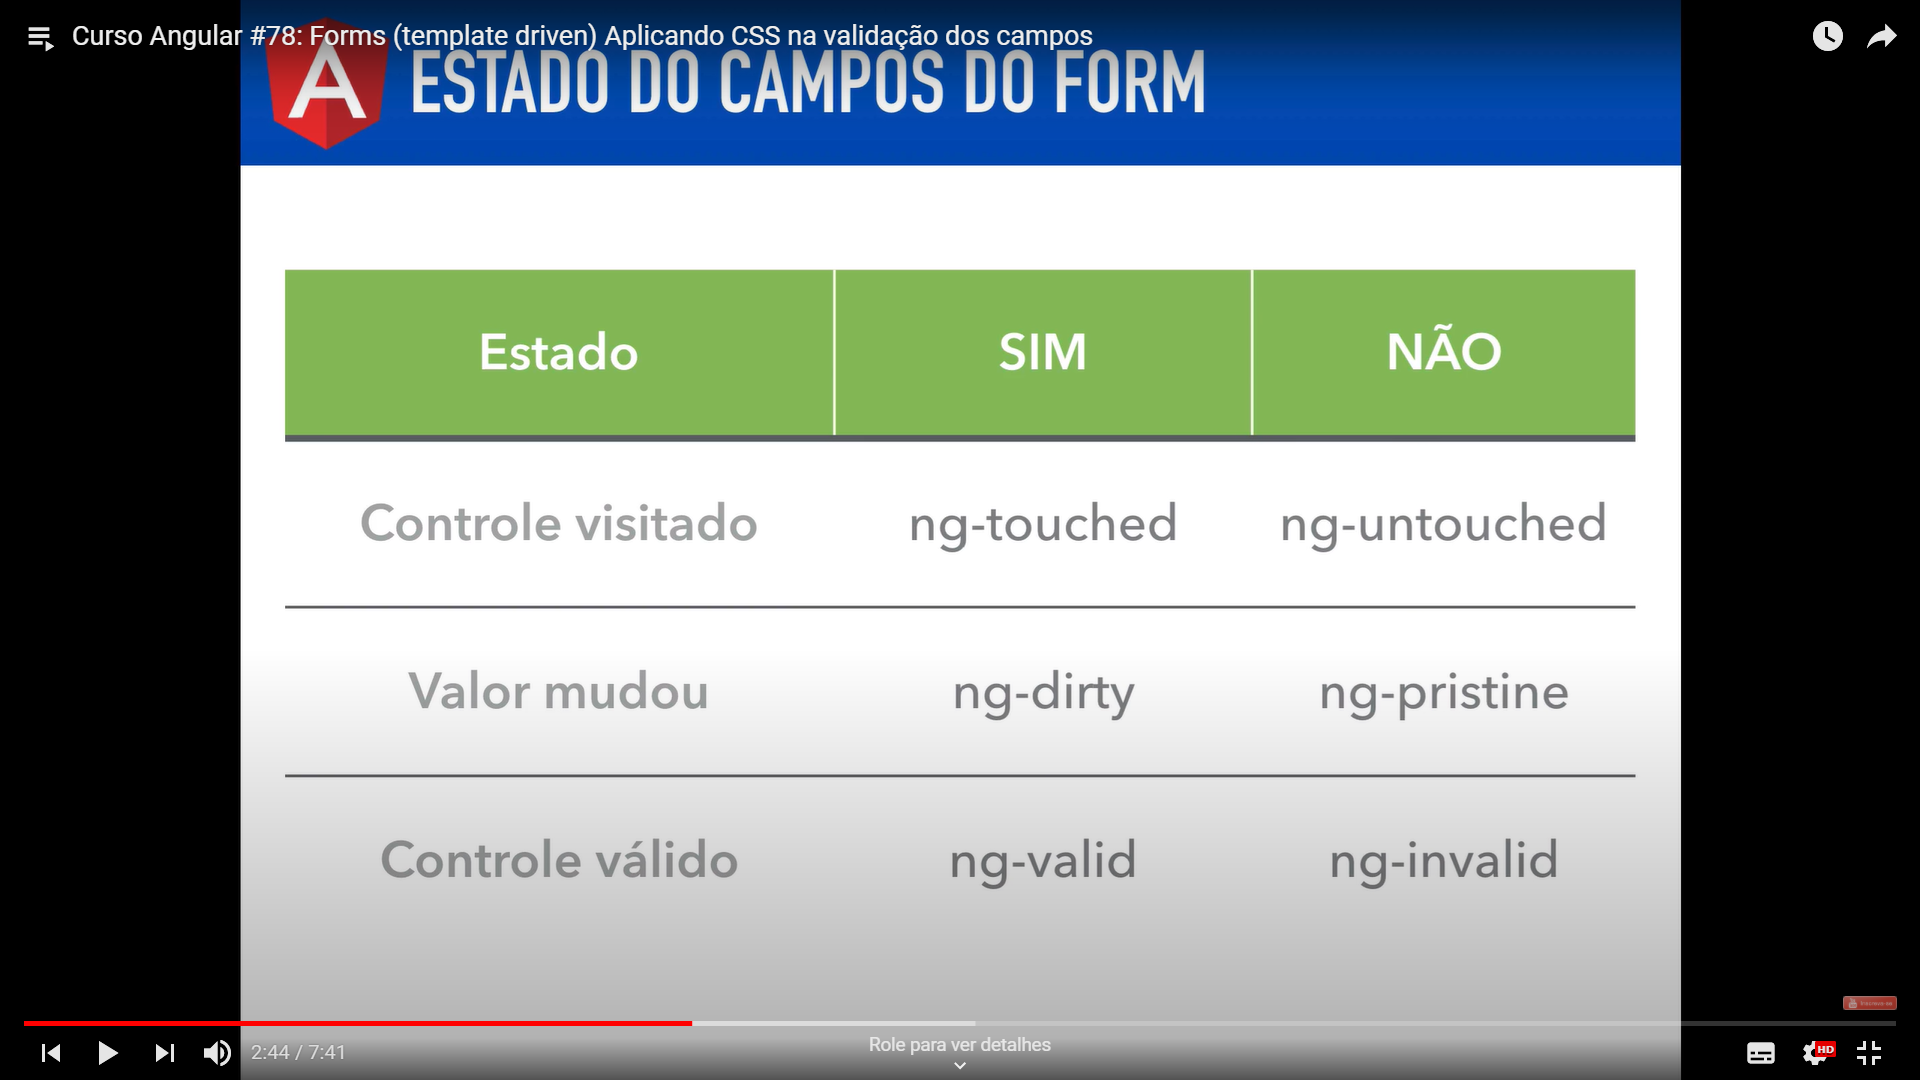 Curso Angular #78: Forms (template driven) Aplicando CSS na validação dos campos
A ESTADO DO CAMPOS DO FORM
Estado SIM NÃO
Controle visitado ng-touched ng-untouched
Valor mudou ng-dirty ng-pristine
Controle válido ng-valid ng-invalid
2:44 / 7:41
Role para ver detalhes
HD